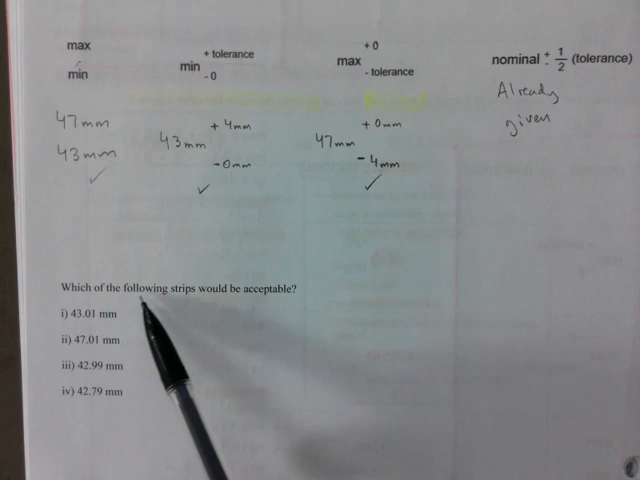 max
min
min + tolerance
- 0
max + 0
- tolerance
nominal ± 1/2 (tolerance)
Already
given
47mm
43mm
✓
43mm + 4mm
- 0mm
✓
47mm + 0mm
- 4mm
✓
Which of the following strips would be acceptable?
i) 43.01 mm
ii) 47.01 mm
iii) 42.99 mm
iv) 42.79 mm